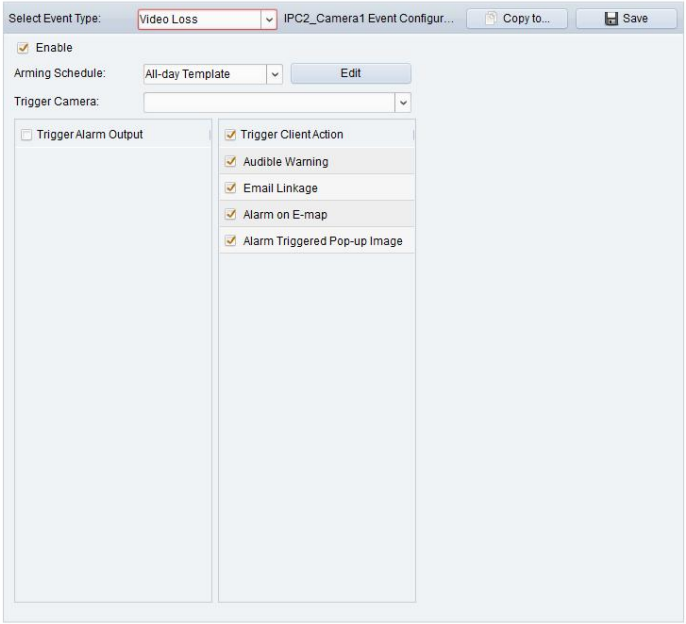 Select Event Type: Video Loss IPC2_Camera1 Event Configur... Copy to... Save
Enable
Arming Schedule: All-day Template Edit
Trigger Camera:
Trigger Alarm Output Trigger Client Action
Audible Warning
Email Linkage
Alarm on E-map
Alarm Triggered Pop-up Image